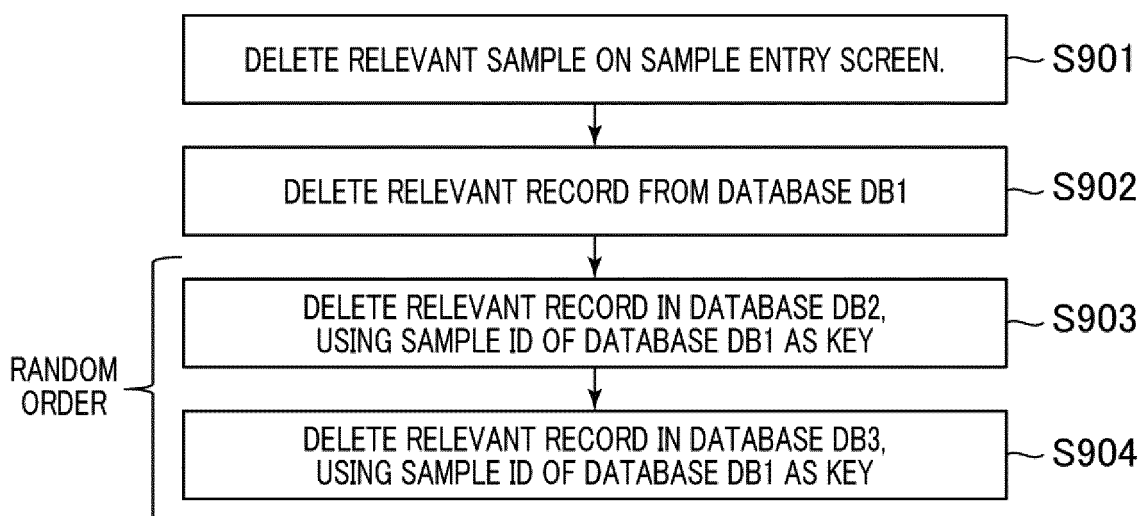 DELETE RELEVANT SAMPLE ON SAMPLE ENTRY SCREEN.
S901
DELETE RELEVANT RECORD FROM DATABASE DB1
S902
DELETE RELEVANT RECORD IN DATABASE DB2,
USING SAMPLE ID OF DATABASE DB1 AS KEY
S903
RANDOM
ORDER
DELETE RELEVANT RECORD IN DATABASE DB3,
USING SAMPLE ID OF DATABASE DB1 AS KEY
S904